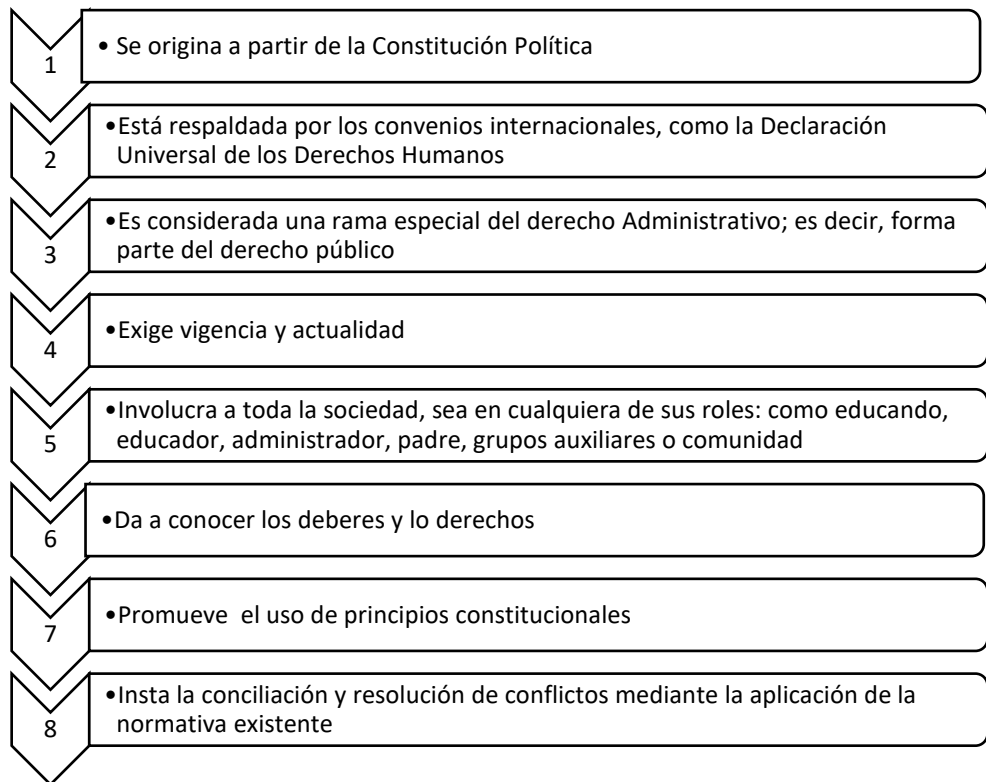 1
• Se origina a partir de la Constitución Política
2
•Está respaldada por los convenios internacionales, como la Declaración
Universal de los Derechos Humanos
3
•Es considerada una rama especial del derecho Administrativo; es decir, forma
parte del derecho público
4
•Exige vigencia y actualidad
5
•Involucra a toda la sociedad, sea en cualquiera de sus roles: como educando,
educador, administrador, padre, grupos auxiliares o comunidad
6
•Da a conocer los deberes y lo derechos
7
•Promueve el uso de principios constitucionales
8
•Insta la conciliación y resolución de conflictos mediante la aplicación de la
normativa existente